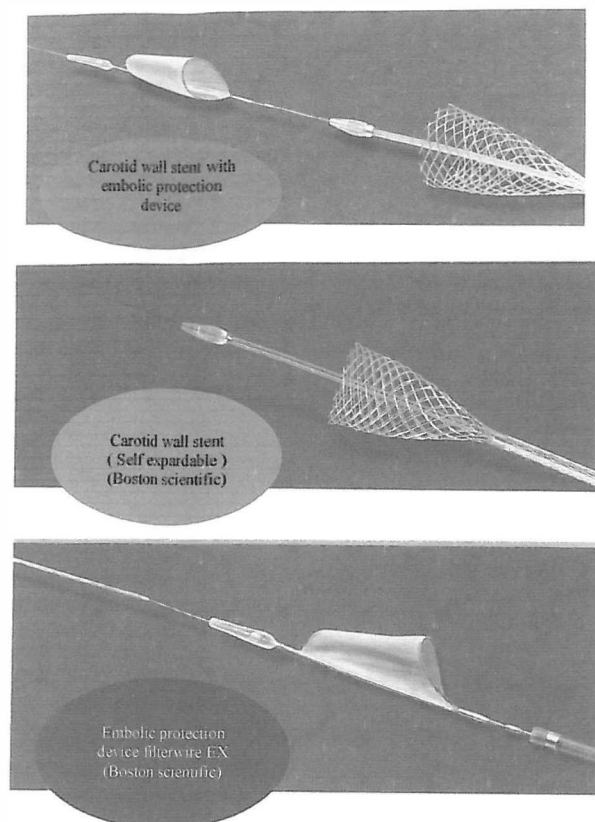 Carotid wall stent with
embolic protection
device
Carotid wall stent
( Self expardable )
(Boston scientific)
Embolic protection
device filterwire EX
(Boston scientific)